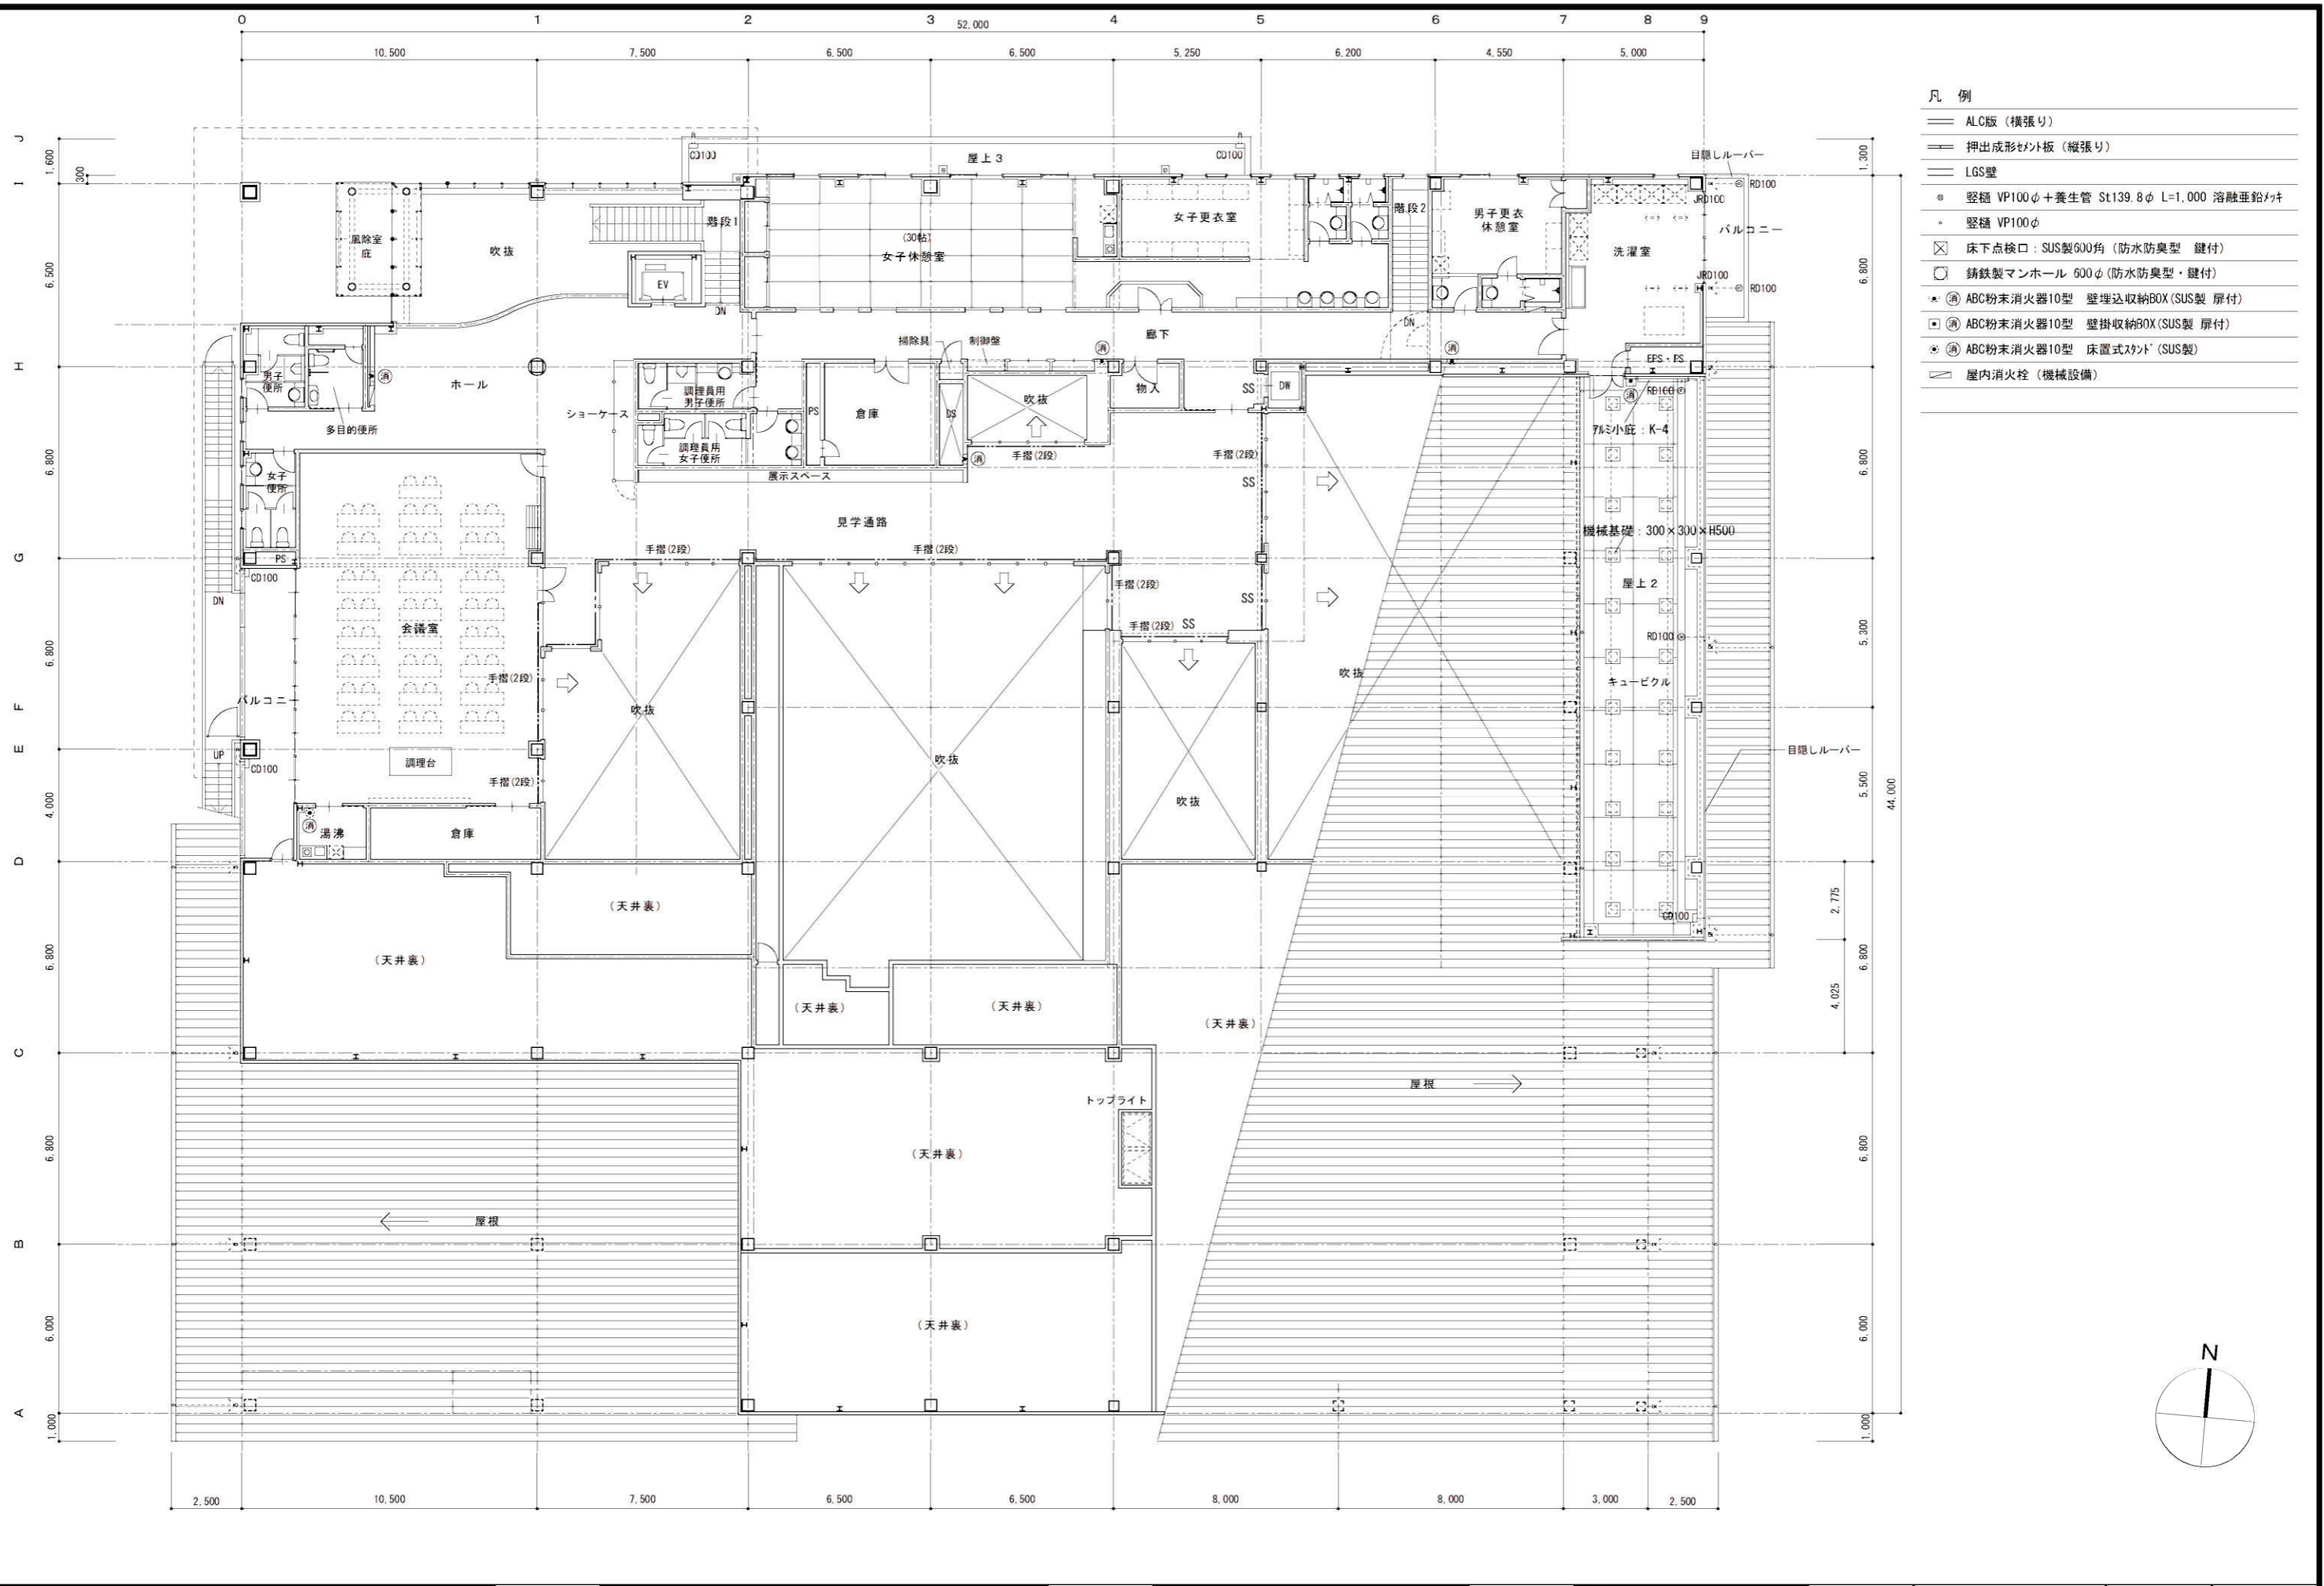 0 1 2 3 4 5 6 7 8 9
52,000
10,500 7,500 6,500 6,500 5,250 6,200 4,550 5,000
凡 例
ALC版 (横張り)
押出成形ｾﾒﾝﾄ板 (縦張り)
LGS壁
竪樋 VP100φ+養生管 St139.8φ L=1,000 溶融亜鉛ﾒｯｷ
竪樋 VP100φ
床下点検口：SUS製600角 (防水防臭型 鍵付)
鋳鉄製マンホール 600φ(防水防臭型・鍵付)
消 ABC粉末消火器10型 壁埋込収納BOX(SUS製 扉付)
消 ABC粉末消火器10型 壁掛収納BOX(SUS製 扉付)
消 ABC粉末消火器10型 床置式ｽﾀﾝﾄﾞ(SUS製)
屋内消火栓 (機械設備)
J
I
H
G
F
E
D
C
B
A
1,600
300
6,500
6,800
6,800
4,000
6,800
6,800
6,000
1,000
1,300
6,800
6,800
5,300
5,500
44,000
2,775
6,800
4,025
6,800
6,000
1,000
CD100
屋上3
CD100
目隠しルーバー
RD100
JRD100
バルコニー
JRD100
RD100
風除室
庇
吹抜
階段1
EV
DN
(30帖)
女子休憩室
女子更衣室
階段2
男子更衣
休憩室
洗濯室
DN
廊下
掃除具
制御盤
消
消
EPS・PS
男子
便所
消
ホール
多目的便所
ショーケース
調理員用
男子便所
調理員用
女子便所
PS
倉庫
DS
吹抜
物入
SS
DW
手摺(2段)
消
手摺(2段)
SS
展示スペース
RD100
消
ｱﾙﾐ小庇：K-4
女子
便所
PS
CD100
DN
見学通路
手摺(2段)
手摺(2段)
手摺(2段)
手摺(2段)
SS
SS
機械基礎：300×300×H500
屋上2
RD100
キュービクル
会議室
バルコニー
手摺(2段)
吹抜
吹抜
吹抜
吹抜
UP
CD100
調理台
手摺(2段)
目隠しルーバー
消
湯沸
倉庫
CD100
(天井裏)
(天井裏)
(天井裏)
(天井裏)
(天井裏)
屋根
トップライト
(天井裏)
屋根
(天井裏)
N
2,500 10,500 7,500 6,500 6,500 8,000 8,000 3,000 2,500